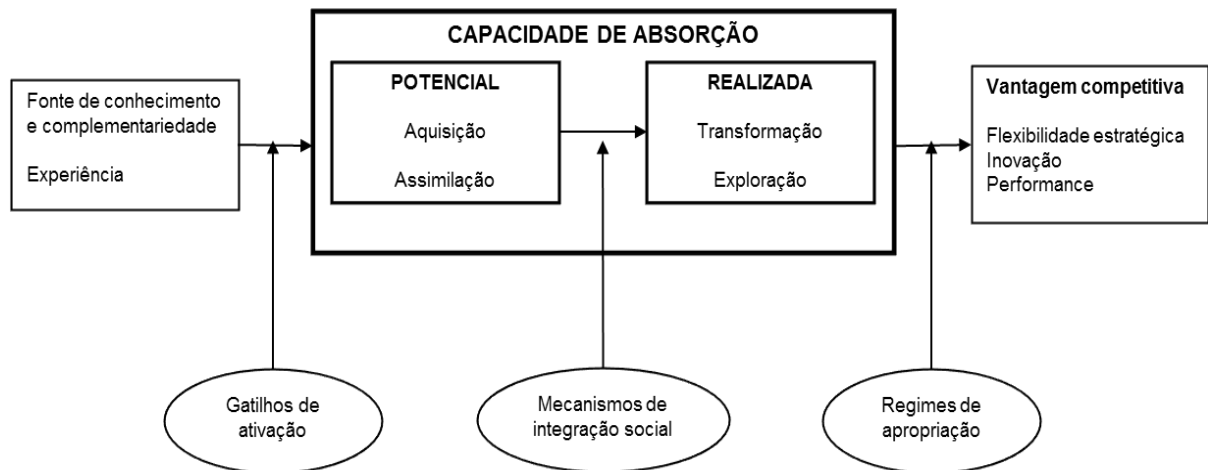 CAPACIDADE DE ABSORÇÃO
Fonte de conhecimento
e complementariedade
Experiência
POTENCIAL
Aquisição
Assimilação
REALIZADA
Transformação
Exploração
Vantagem competitiva
Flexibilidade estratégica
Inovação
Performance
Gatilhos de
ativação
Mecanismos de
integração social
Regimes de
apropriação